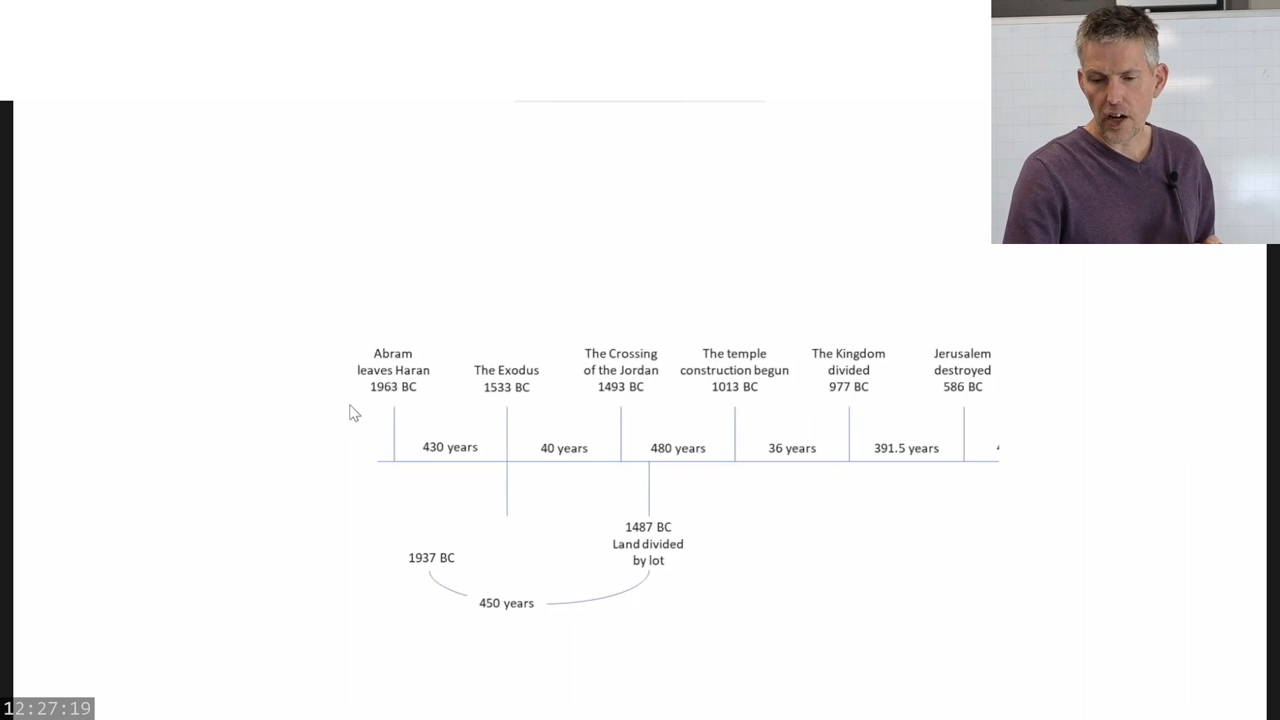 Abram
leaves Haran
1963 BC
The Exodus
1533 BC
The Crossing
of the Jordan
1493 BC
The temple
construction begun
1013 BC
The Kingdom
divided
977 BC
Jerusalem
destroyed
586 BC
430 years
40 years
480 years
36 years
391.5 years
1487 BC
Land divided
by lot
1937 BC
450 years
12:27:19